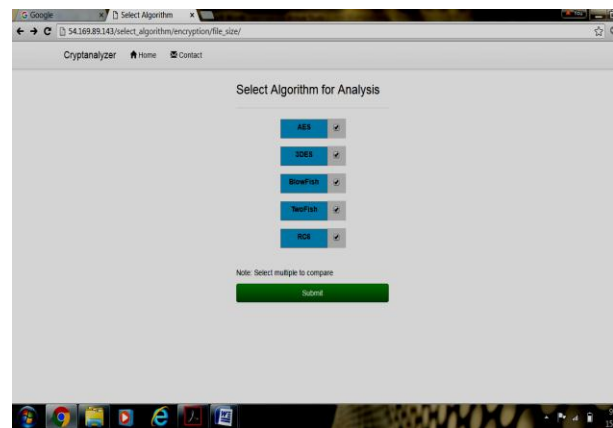 Google
Select Algorithm
54.169.89.143/select_algorithm/encryption/file_size/
Cryptanalyzer Home Contact
Select Algorithm for Analysis
AES
3DES
BlowFish
TwoFish
Note: Select multiple to compare
Submit